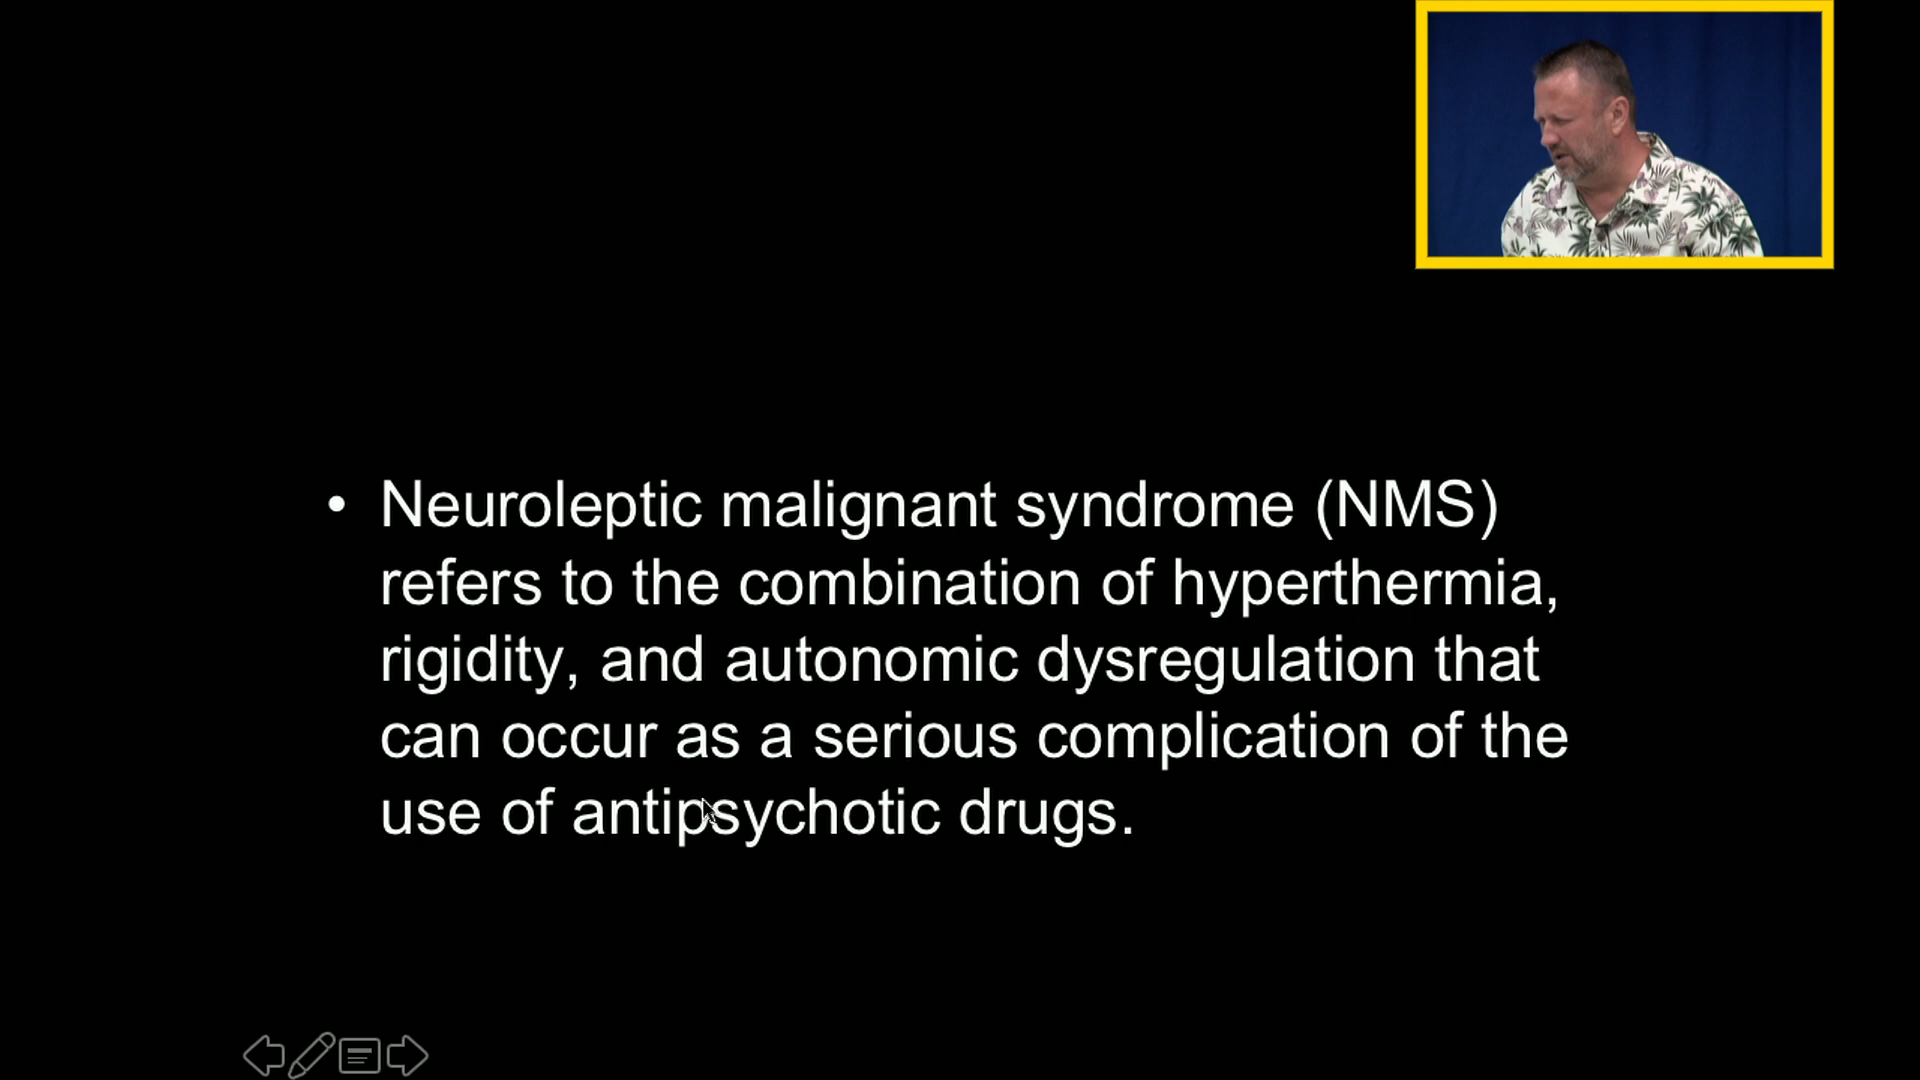 • Neuroleptic malignant syndrome (NMS)
refers to the combination of hyperthermia,
rigidity, and autonomic dysregulation that
can occur as a serious complication of the
use of antipsychotic drugs.